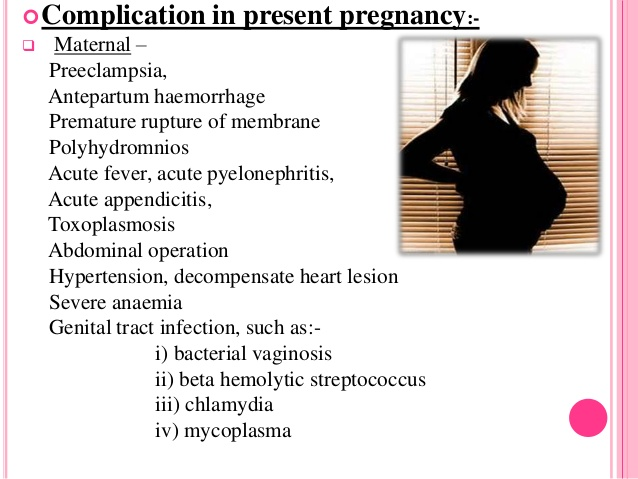 Complication in present pregnancy:-
Maternal –
Preeclampsia,
Antepartum haemorrhage
Premature rupture of membrane
Polyhydromnios
Acute fever, acute pyelonephritis,
Acute appendicitis,
Toxoplasmosis
Abdominal operation
Hypertension, decompensate heart lesion
Severe anaemia
Genital tract infection, such as:-
i) bacterial vaginosis
ii) beta hemolytic streptococcus
iii) chlamydia
iv) mycoplasma